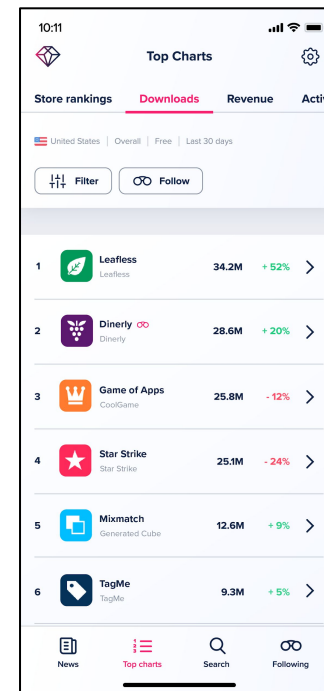 10:11
Top Charts
Store rankings Downloads Revenue Acti
United States | Overall | Free | Last 30 days
Filter Follow
1 Leafless 34.2M + 52%
Leafless
2 Dinerly 28.6M + 20%
Dinerly
3 Game of Apps 25.8M - 12%
CoolGame
4 Star Strike 25.1M - 24%
Star Strike
5 Mixmatch 12.6M + 9%
Generated Cube
6 TagMe 9.3M + 5%
TagMe
News Top charts Search Following